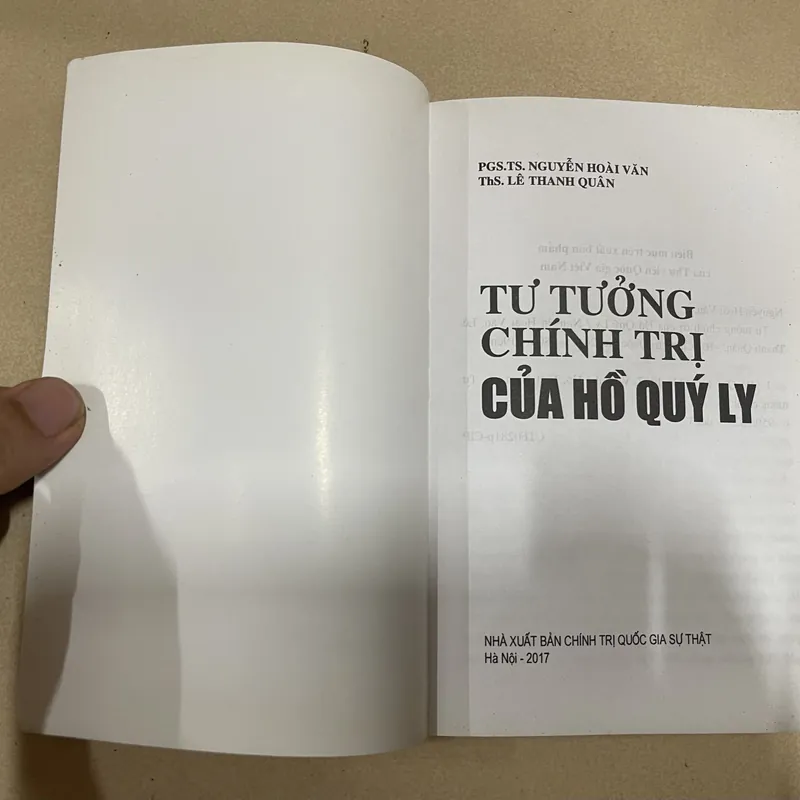 PGS.TS. NGUYỄN HOÀI VĂN
ThS. LÊ THANH QUÂN
TƯ TƯỞNG
CHÍNH TRỊ
CỦA HỒ QUÝ LY
NHÀ XUẤT BẢN CHÍNH TRỊ QUỐC GIA SỰ THẬT
Hà Nội - 2017